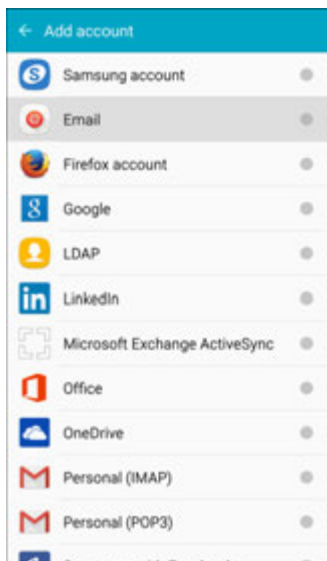 Add account
Samsung account
Email
Firefox account
Google
LDAP
LinkedIn
Microsoft Exchange ActiveSync
Office
OneDrive
Personal (IMAP)
Personal (POP3)